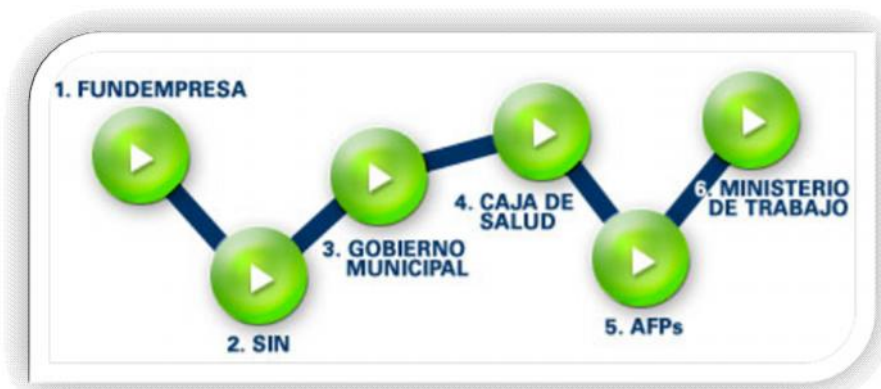 1. FUNDEMPRESA
2. SIN
3. GOBIERNO
MUNICIPAL
4. CAJA DE
SALUD
5. AFPs
6. MINISTERIO
DE TRABAJO